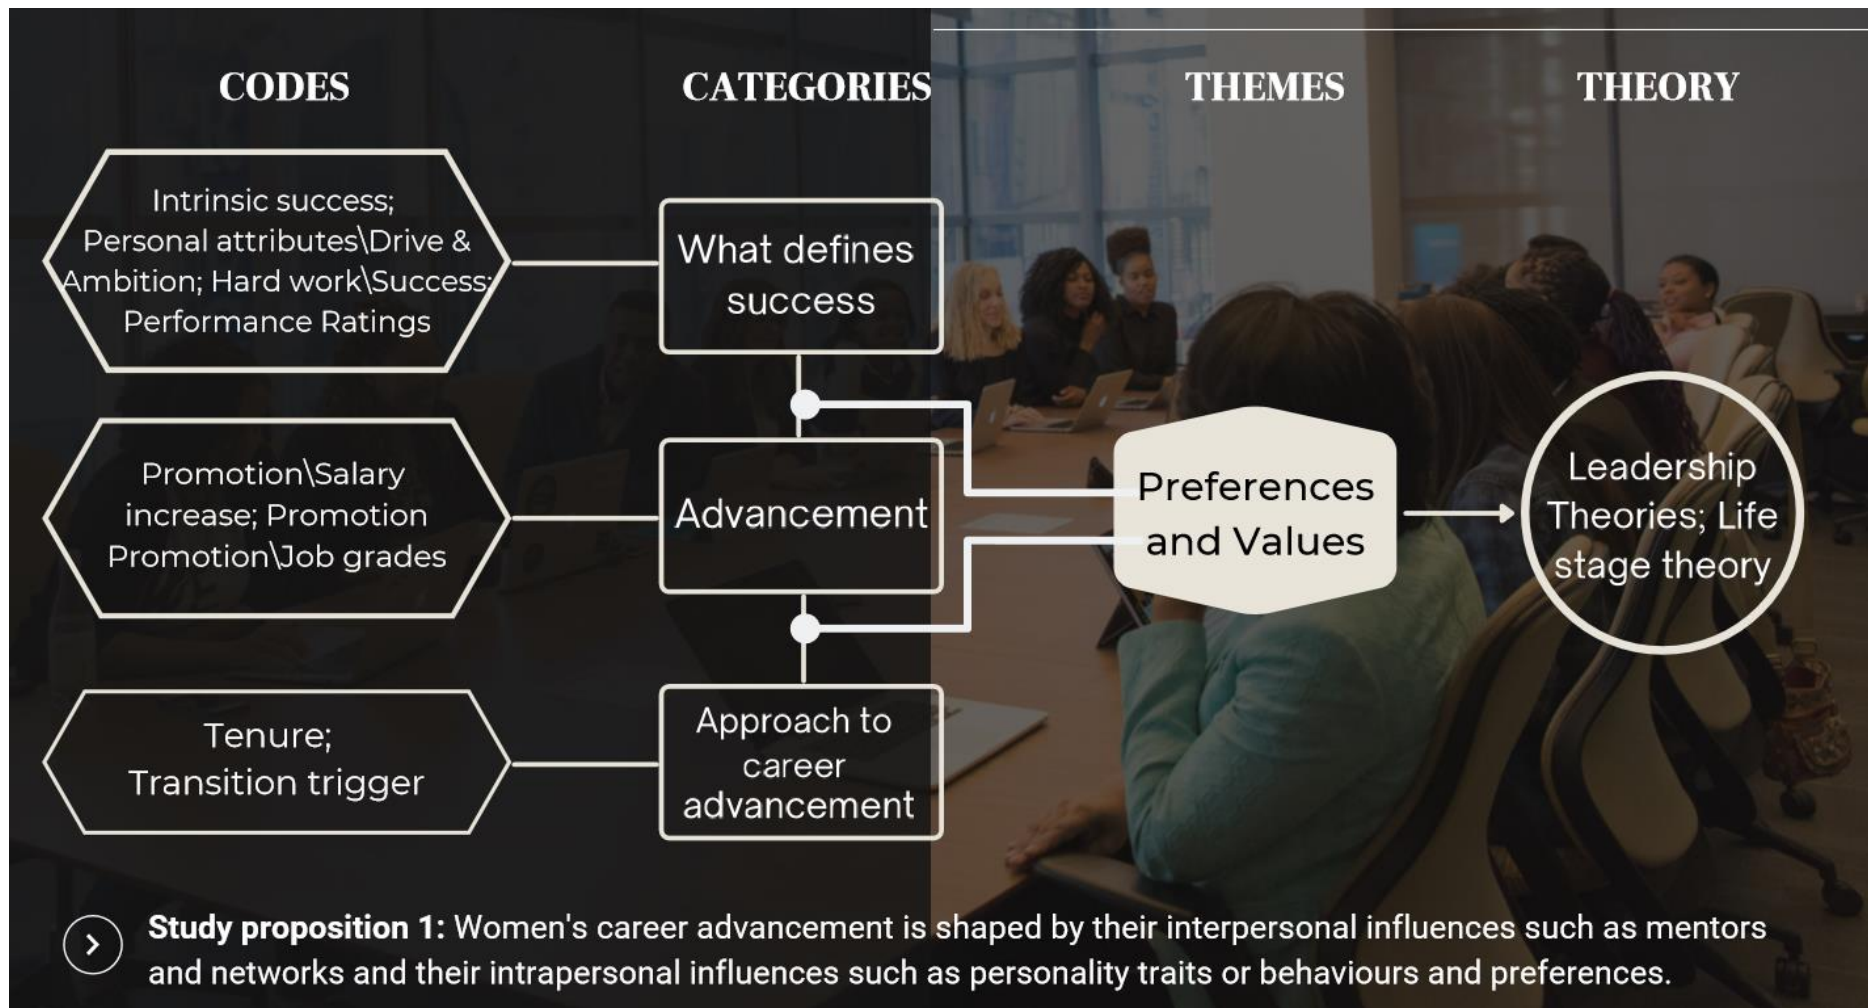 CODES
CATEGORIES
THEMES
THEORY
Intrinsic success;
Personal attributes\Drive &
Ambition; Hard work\Success;
Performance Ratings
What defines
success
Promotion\Salary
increase; Promotion
Promotion\Job grades
Advancement
Preferences
and Values
Leadership
Theories; Life
stage theory
Tenure;
Transition trigger
Approach to
career
advancement
Study proposition 1: Women's career advancement is shaped by their interpersonal influences such as mentors
and networks and their intrapersonal influences such as personality traits or behaviours and preferences.